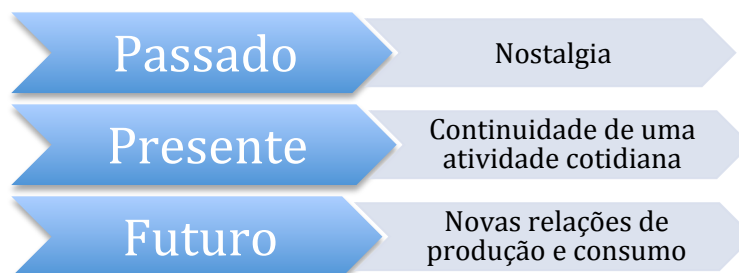 Passado
Nostalgia
Presente
Continuidade de uma
atividade cotidiana
Futuro
Novas relações de
produção e consumo